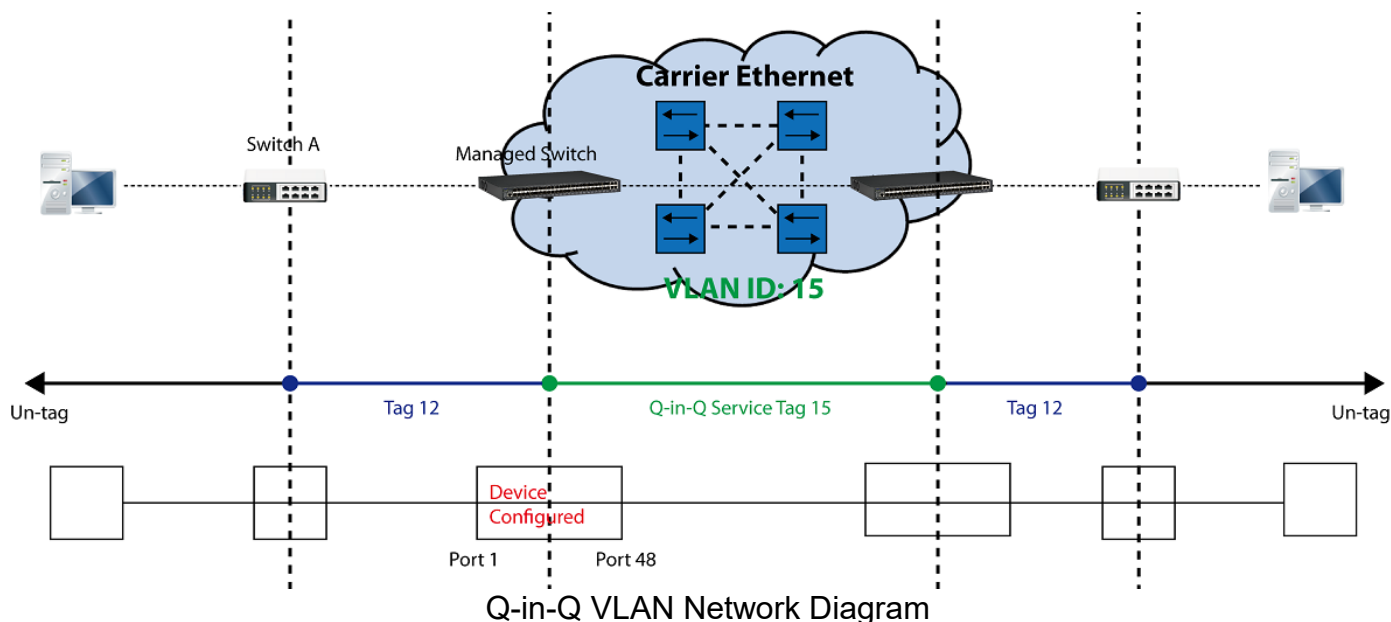 Carrier Ethernet
Switch A
Managed Switch
VLAN ID: 15
Un-tag
Tag 12
Q-in-Q Service Tag 15
Tag 12
Un-tag
Device
Configured
Port 1
Port 48
Q-in-Q VLAN Network Diagram